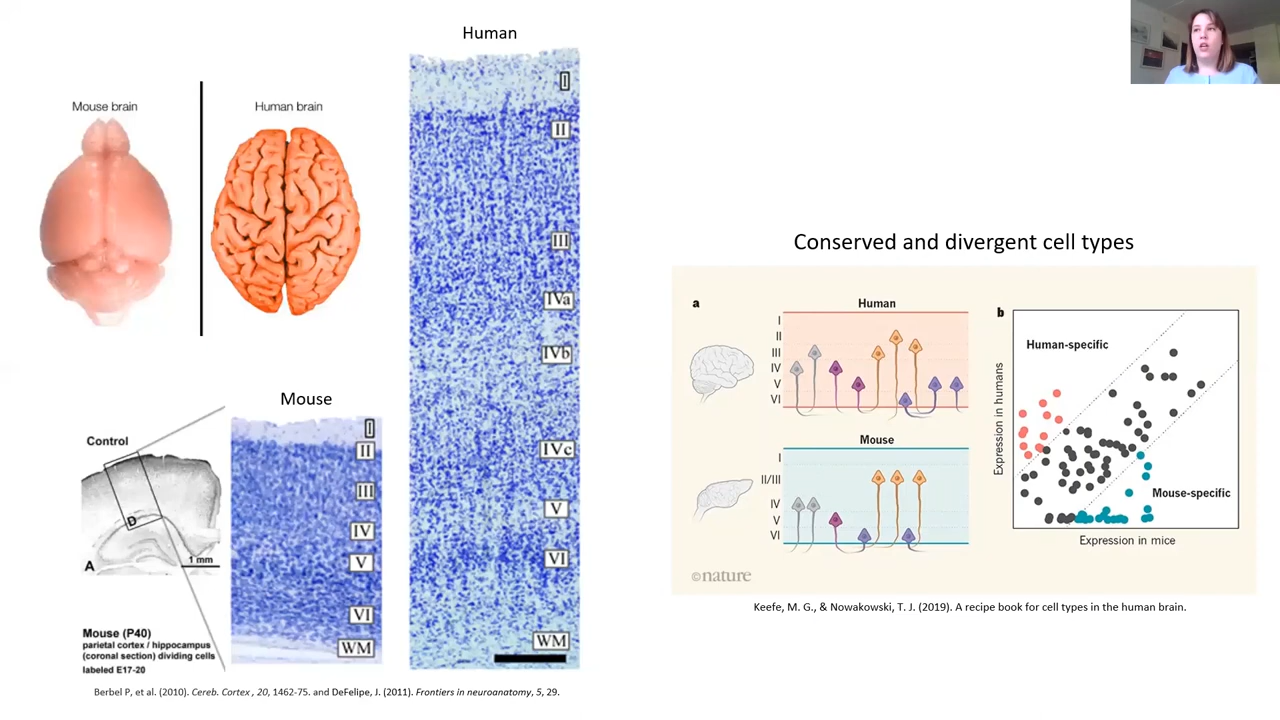 Human
Mouse brain
Human brain
I
II
III
IVa
IVb
IVc
V
VI
WM
Mouse
Control
D
1 mm
A
I
II
III
IV
V
VI
WM
Mouse (P40)
parietal cortex / hippocampus
(coronal section) dividing cells
labeled E17-20
Berbel P, et al. (2010). Cereb. Cortex , 20, 1462-75. and DeFelipe, J. (2011). Frontiers in neuroanatomy, 5, 29.
Conserved and divergent cell types
a
Human
I
II
III
IV
V
VI
Mouse
I
II/III
IV
V
VI
©nature
b
Human-specific
Mouse-specific
Expression in humans
Expression in mice
Keefe, M. G., & Nowakowski, T. J. (2019). A recipe book for cell types in the human brain.